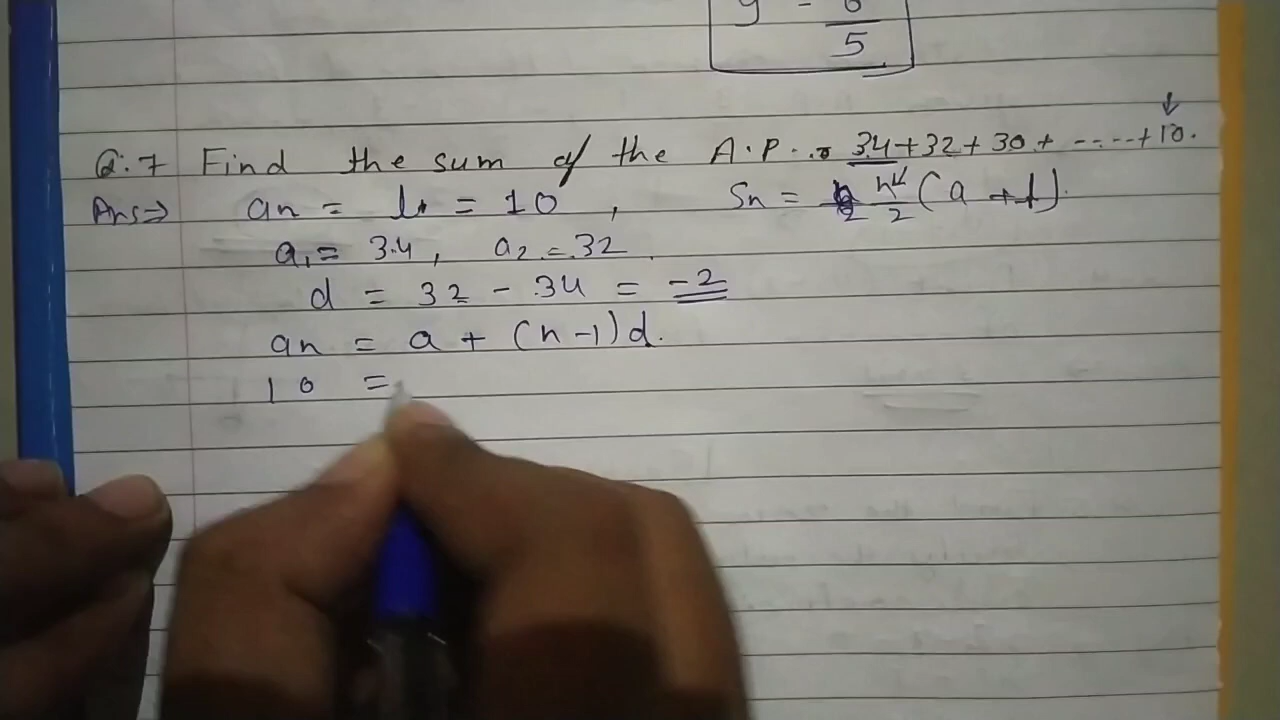 y - 6/5
Q.7 Find the sum of the A.P. 34+32+30+ .....+10.
Ans⇒ an = l = 10 , Sn = n/2 (a + l).
a₁ = 34, a₂ = 32.
d = 32 - 34 = -2
an = a + (n-1)d.
10 =